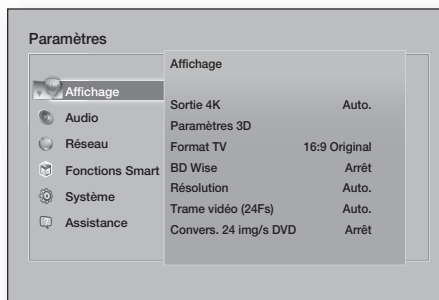 Paramètres
Affichage
Audio
Réseau
Fonctions Smart
Système
Assistance
Affichage
Sortie 4K Auto.
Paramètres 3D
Format TV 16:9 Original
BD Wise Arrêt
Résolution Auto.
Trame vidéo (24Fs) Auto.
Convers. 24 img/s DVD Arrêt